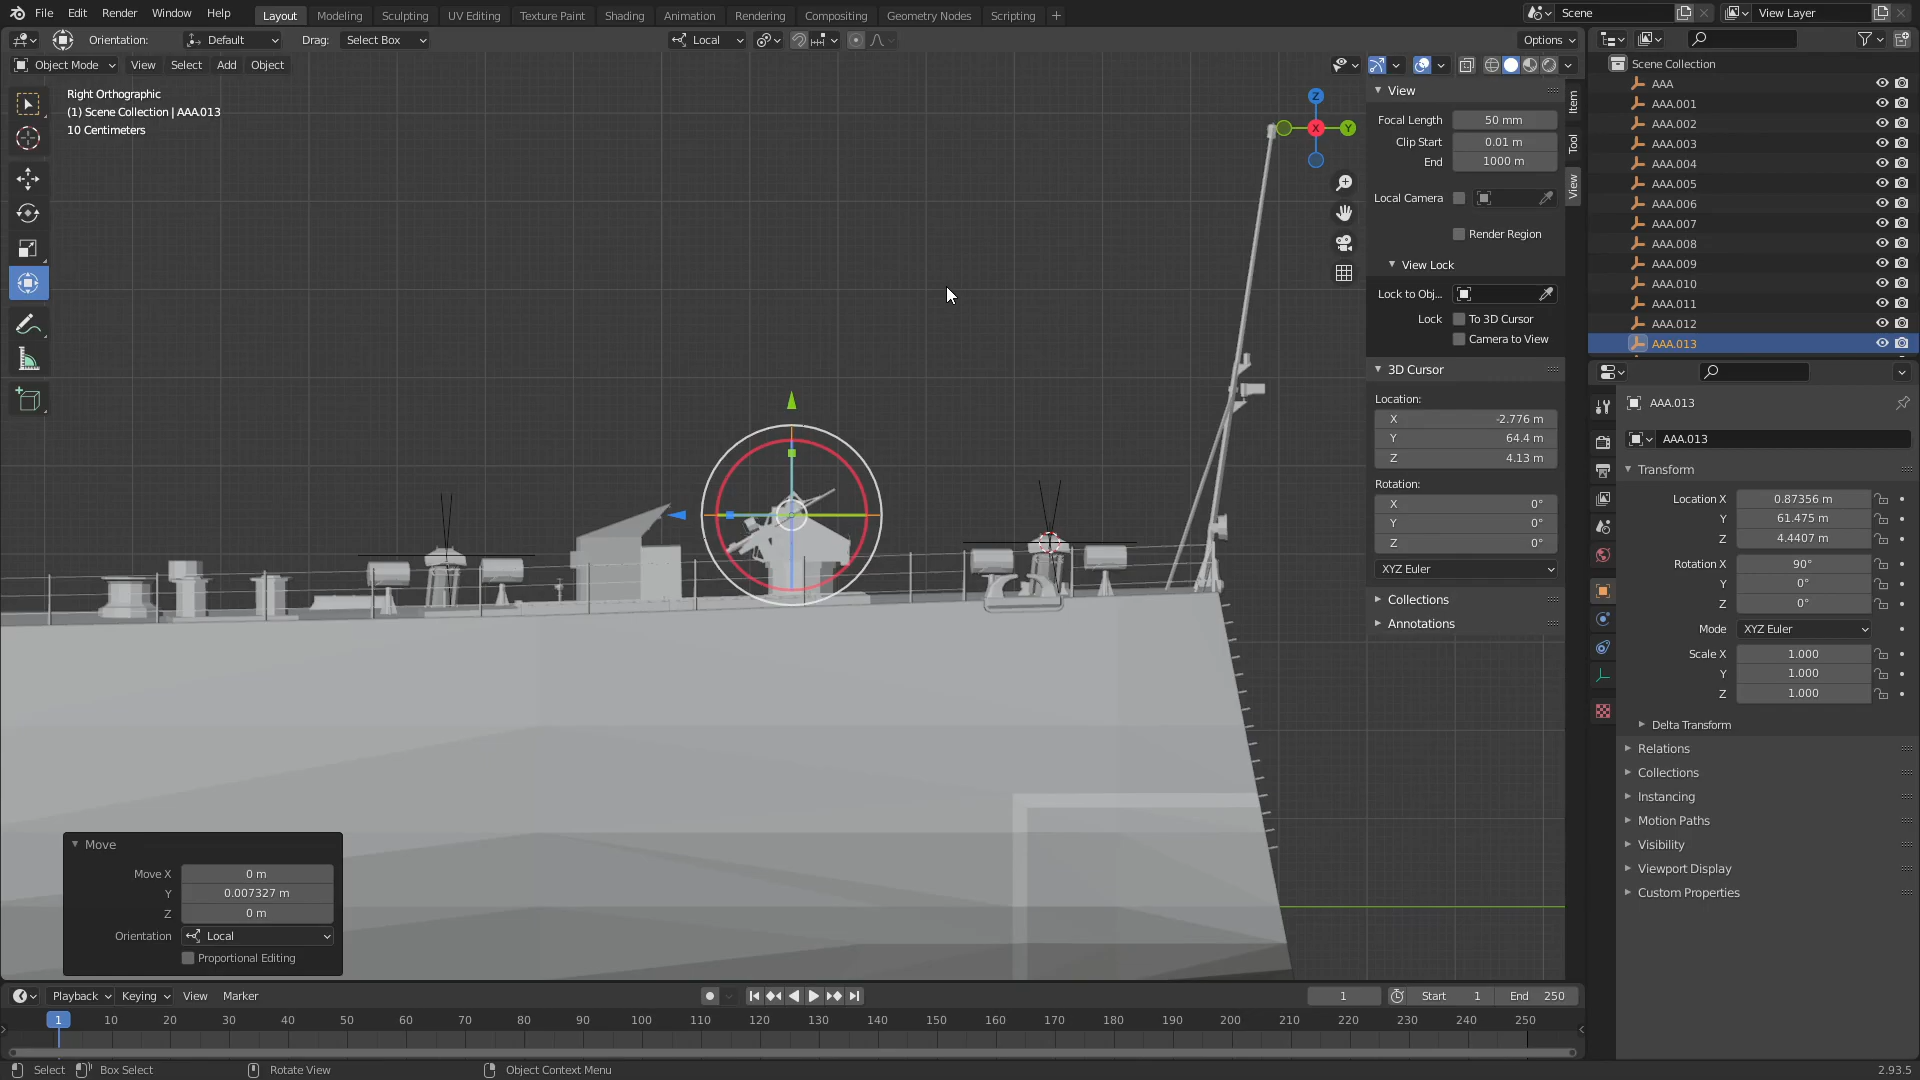 File Edit Render Window Help Layout Modeling Sculpting UV Editing Texture Paint Shading Animation Rendering Compositing Geometry Nodes Scripting + Scene View Layer
Orientation: Default Drag: Select Box Local Options
Object Mode View Select Add Object
Right Orthographic
(1) Scene Collection | AAA.013
10 Centimeters
Z
Y
X
View
Focal Length 50 mm
Clip Start 0.01 m
End 1000 m
Local Camera
Render Region
View Lock
Lock to Obj...
Lock To 3D Cursor
Camera to View
3D Cursor
Location:
X -2.776 m
Y 64.4 m
Z 4.13 m
Rotation:
X 0°
Y 0°
Z 0°
XYZ Euler
Collections
Annotations
Item
Tool
View
Scene Collection
AAA
AAA.001
AAA.002
AAA.003
AAA.004
AAA.005
AAA.006
AAA.007
AAA.008
AAA.009
AAA.010
AAA.011
AAA.012
AAA.013
AAA.013
AAA.013
Transform
Location X 0.87356 m
Y 61.475 m
Z 4.4407 m
Rotation X 90°
Y 0°
Z 0°
Mode XYZ Euler
Scale X 1.000
Y 1.000
Z 1.000
Delta Transform
Relations
Collections
Instancing
Motion Paths
Visibility
Viewport Display
Custom Properties
Move
Move X 0 m
Y 0.007327 m
Z 0 m
Orientation Local
Proportional Editing
Playback Keying View Marker 1 Start 1 End 250
1 10 20 30 40 50 60 70 80 90 100 110 120 130 140 150 160 170 180 190 200 210 220 230 240 250
Select Box Select Rotate View Object Context Menu 2.93.5